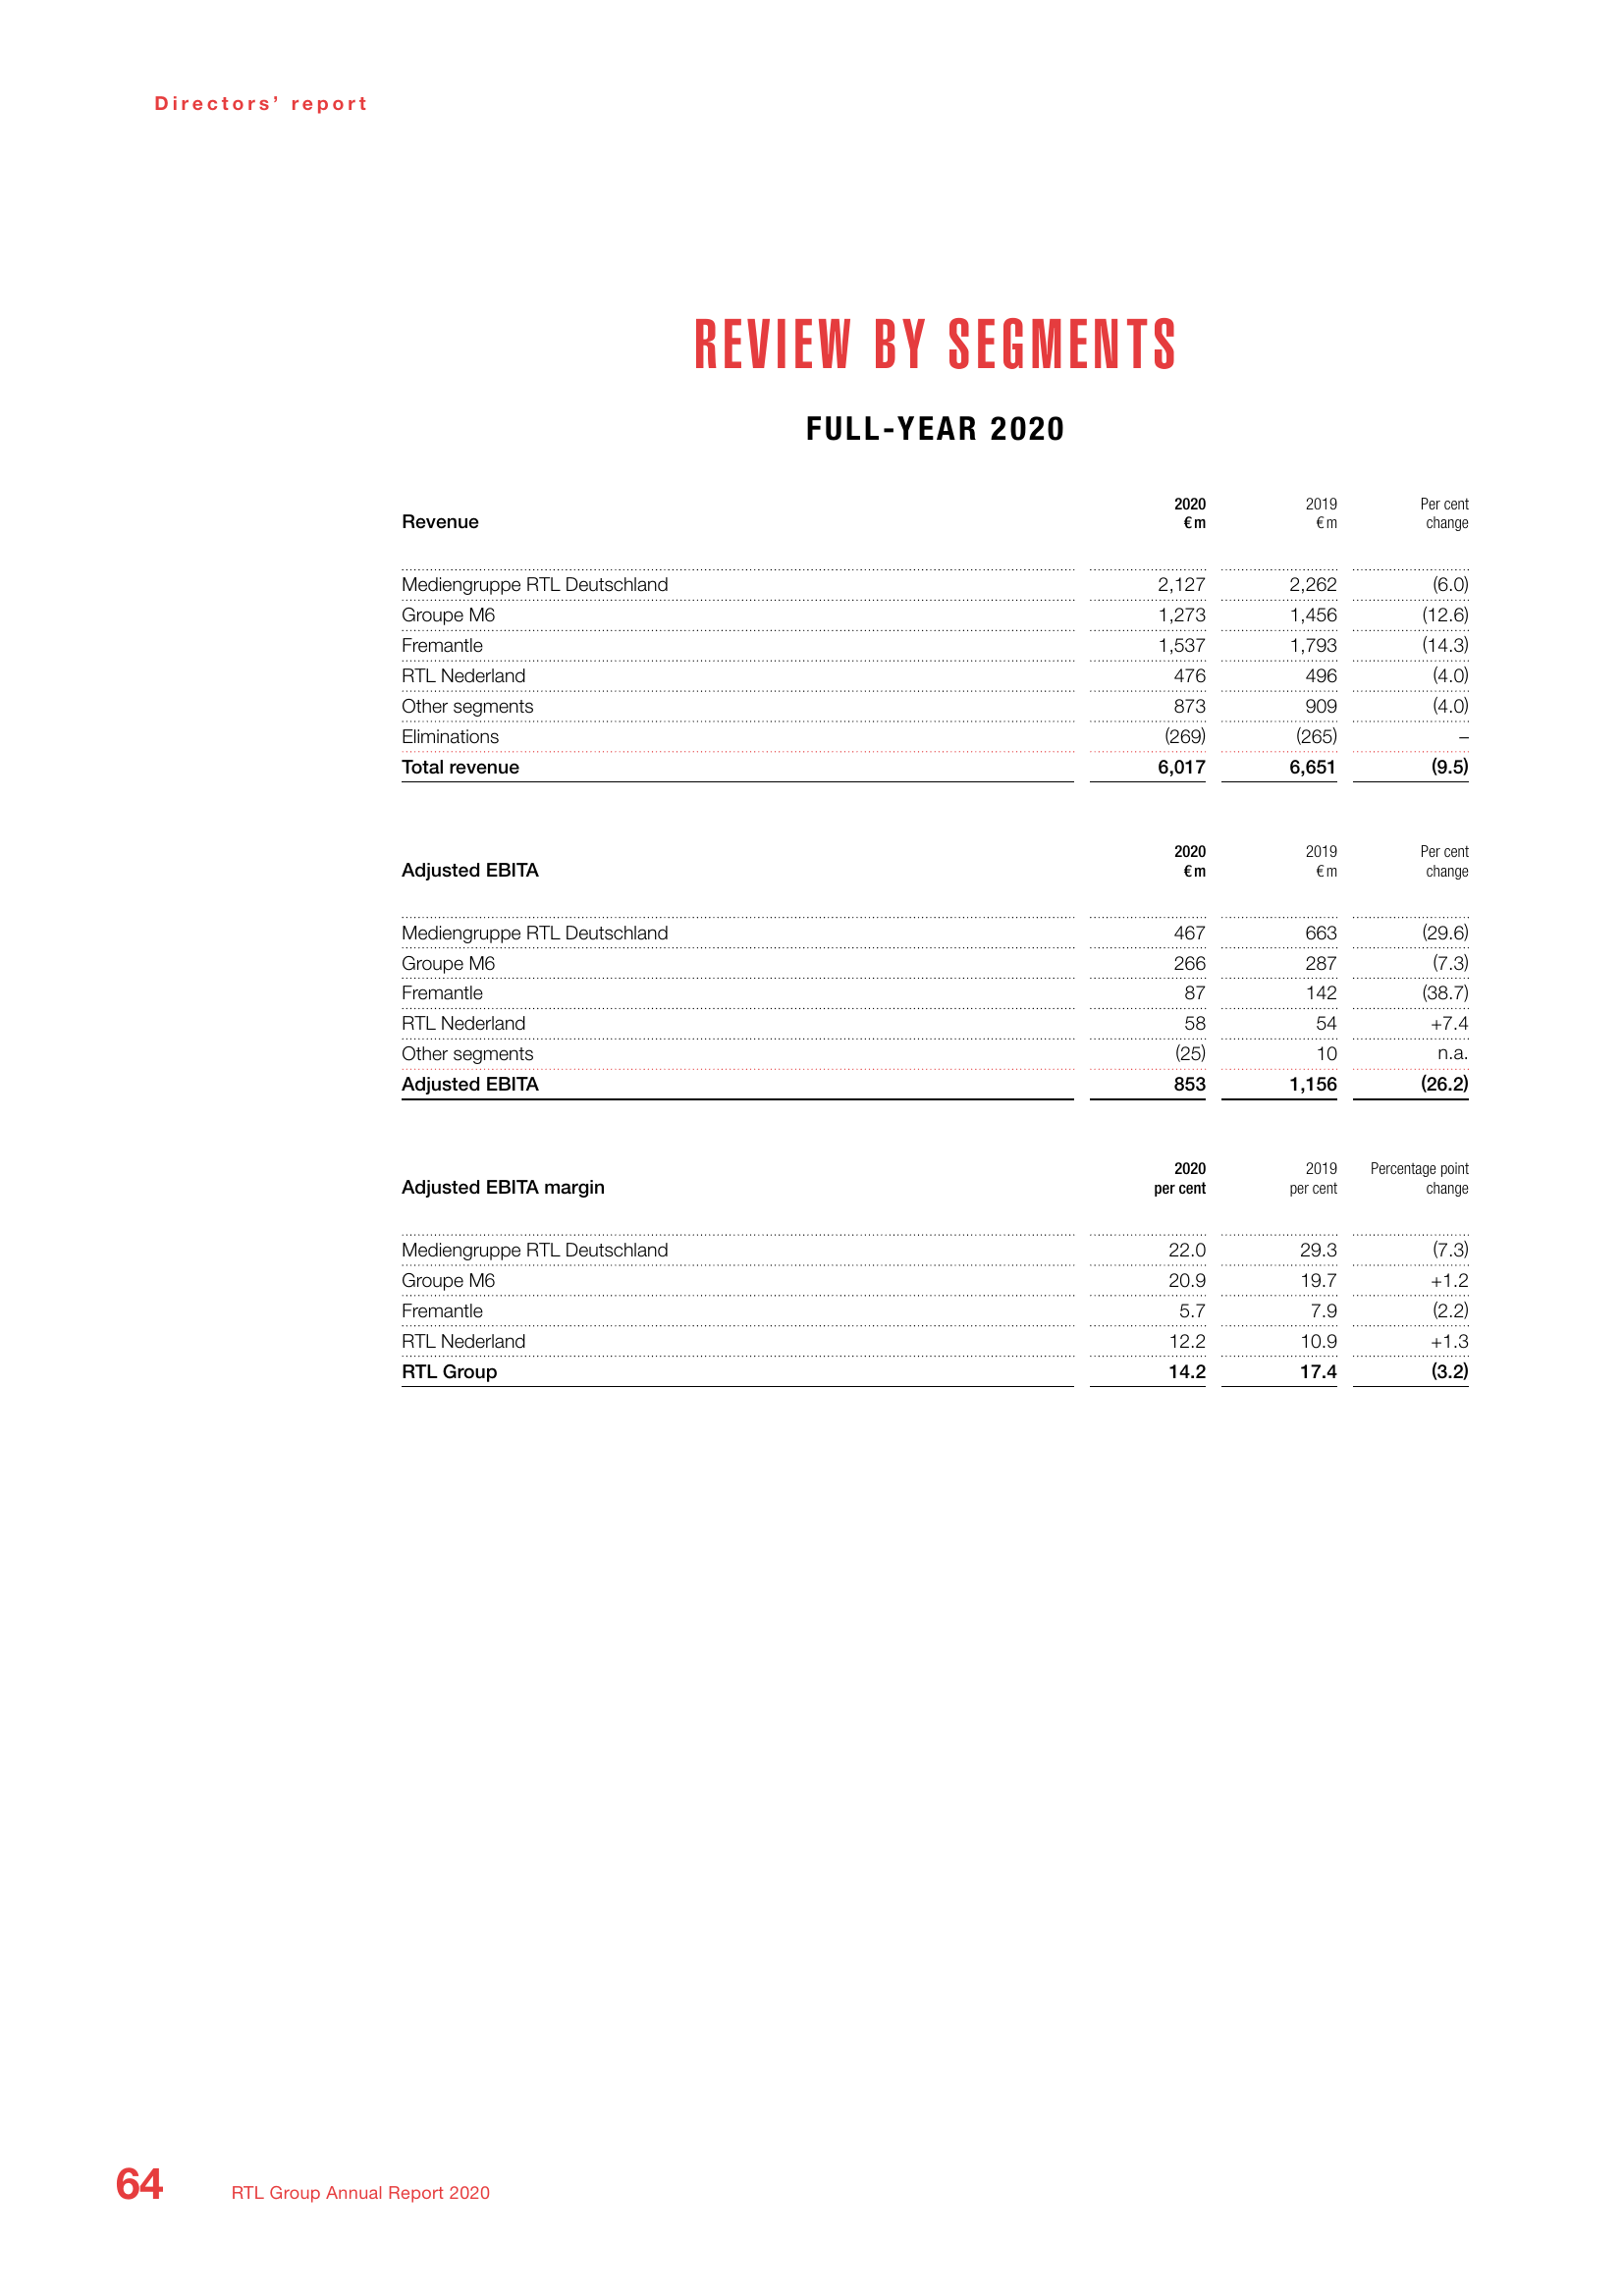 Directors’ report
REVIEW BY SEGMENTS
FULL-YEAR 2020
Revenue 2020 €m 2019 €m Per cent change
Mediengruppe RTL Deutschland 2,127 2,262 (6.0)
Groupe M6 1,273 1,456 (12.6)
Fremantle 1,537 1,793 (14.3)
RTL Nederland 476 496 (4.0)
Other segments 873 909 (4.0)
Eliminations (269) (265) –
Total revenue 6,017 6,651 (9.5)
Adjusted EBITA 2020 €m 2019 €m Per cent change
Mediengruppe RTL Deutschland 467 663 (29.6)
Groupe M6 266 287 (7.3)
Fremantle 87 142 (38.7)
RTL Nederland 58 54 +7.4
Other segments (25) 10 n.a.
Adjusted EBITA 853 1,156 (26.2)
Adjusted EBITA margin 2020 per cent 2019 per cent Percentage point change
Mediengruppe RTL Deutschland 22.0 29.3 (7.3)
Groupe M6 20.9 19.7 +1.2
Fremantle 5.7 7.9 (2.2)
RTL Nederland 12.2 10.9 +1.3
RTL Group 14.2 17.4 (3.2)
64 RTL Group Annual Report 2020